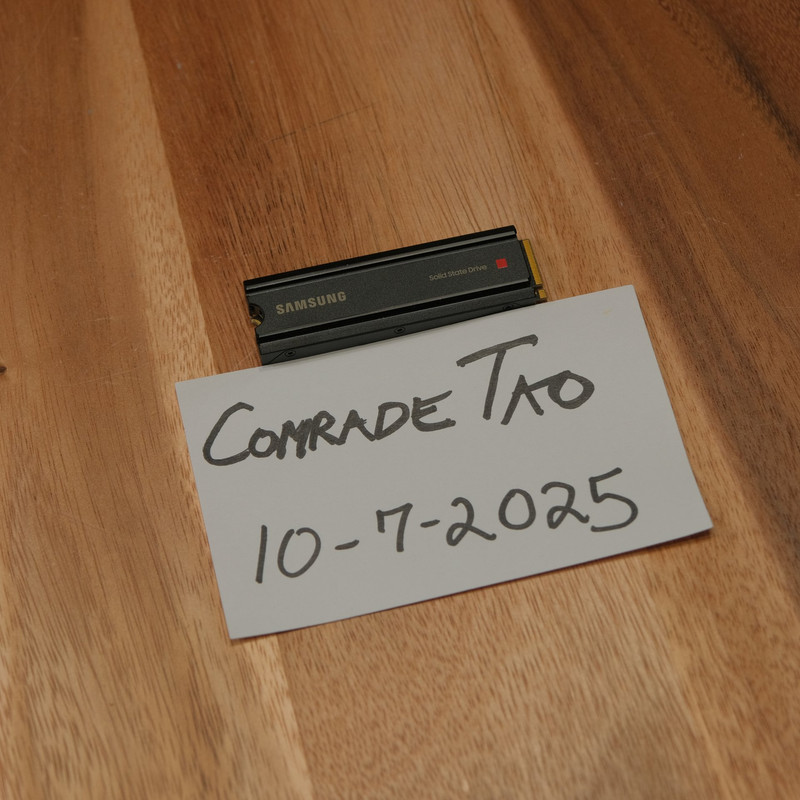 SAMSUNG Solid State Drive
COMRADE TAO
10-7-2025